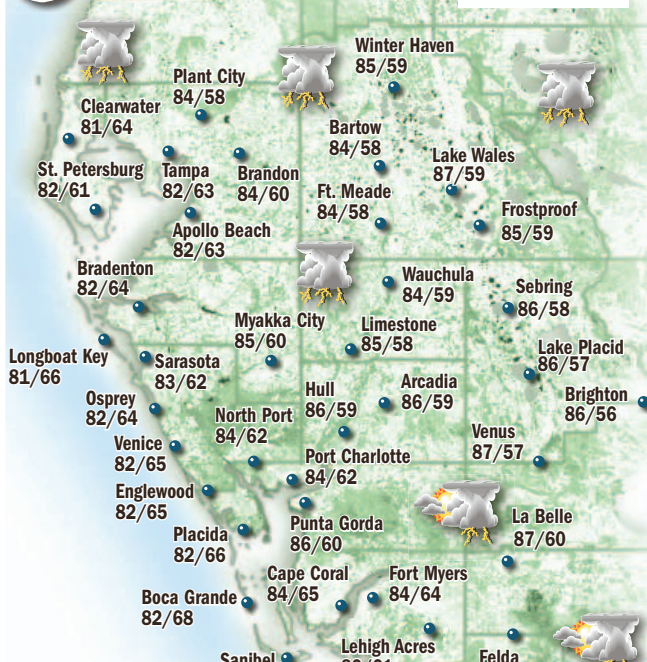 Winter Haven
85/59
Plant City
84/58
Clearwater
81/64
Bartow
84/58
Lake Wales
87/59
St. Petersburg
82/61
Tampa
82/63
Brandon
84/60
Ft. Meade
84/58
Frostproof
85/59
Apollo Beach
82/63
Bradenton
82/64
Wauchula
84/59
Sebring
86/58
Myakka City
85/60
Limestone
85/58
Longboat Key
81/66
Sarasota
83/62
Lake Placid
86/57
Osprey
82/64
Hull
86/59
Arcadia
86/59
Brighton
86/56
North Port
84/62
Venice
82/65
Venus
87/57
Port Charlotte
84/62
Englewood
82/65
Punta Gorda
86/60
La Belle
87/60
Placida
82/66
Cape Coral
84/65
Fort Myers
84/64
Boca Grande
82/68
Lehigh Acres
Sanibel
Felda